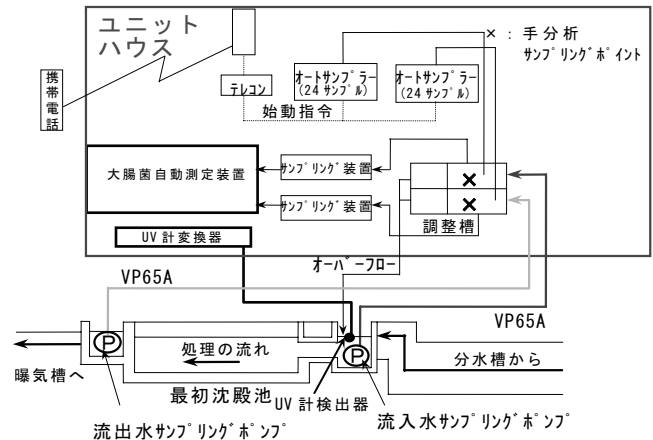 ユニット
ハウス
× : 手分析
サンプリングポイント
携帯電話
テレコン
オートサンプラー
(24サンプル)
オートサンプラー
(24サンプル)
始動指令
大腸菌自動測定装置
サンプリング装置
サンプリング装置
調整槽
UV計変換器
オーバーフロー
VP65A
VP65A
P
処理の流れ
P
分水槽から
曝気槽へ
最初沈殿池
UV計検出器
流入水サンプリングポンプ
流出水サンプリングポンプ